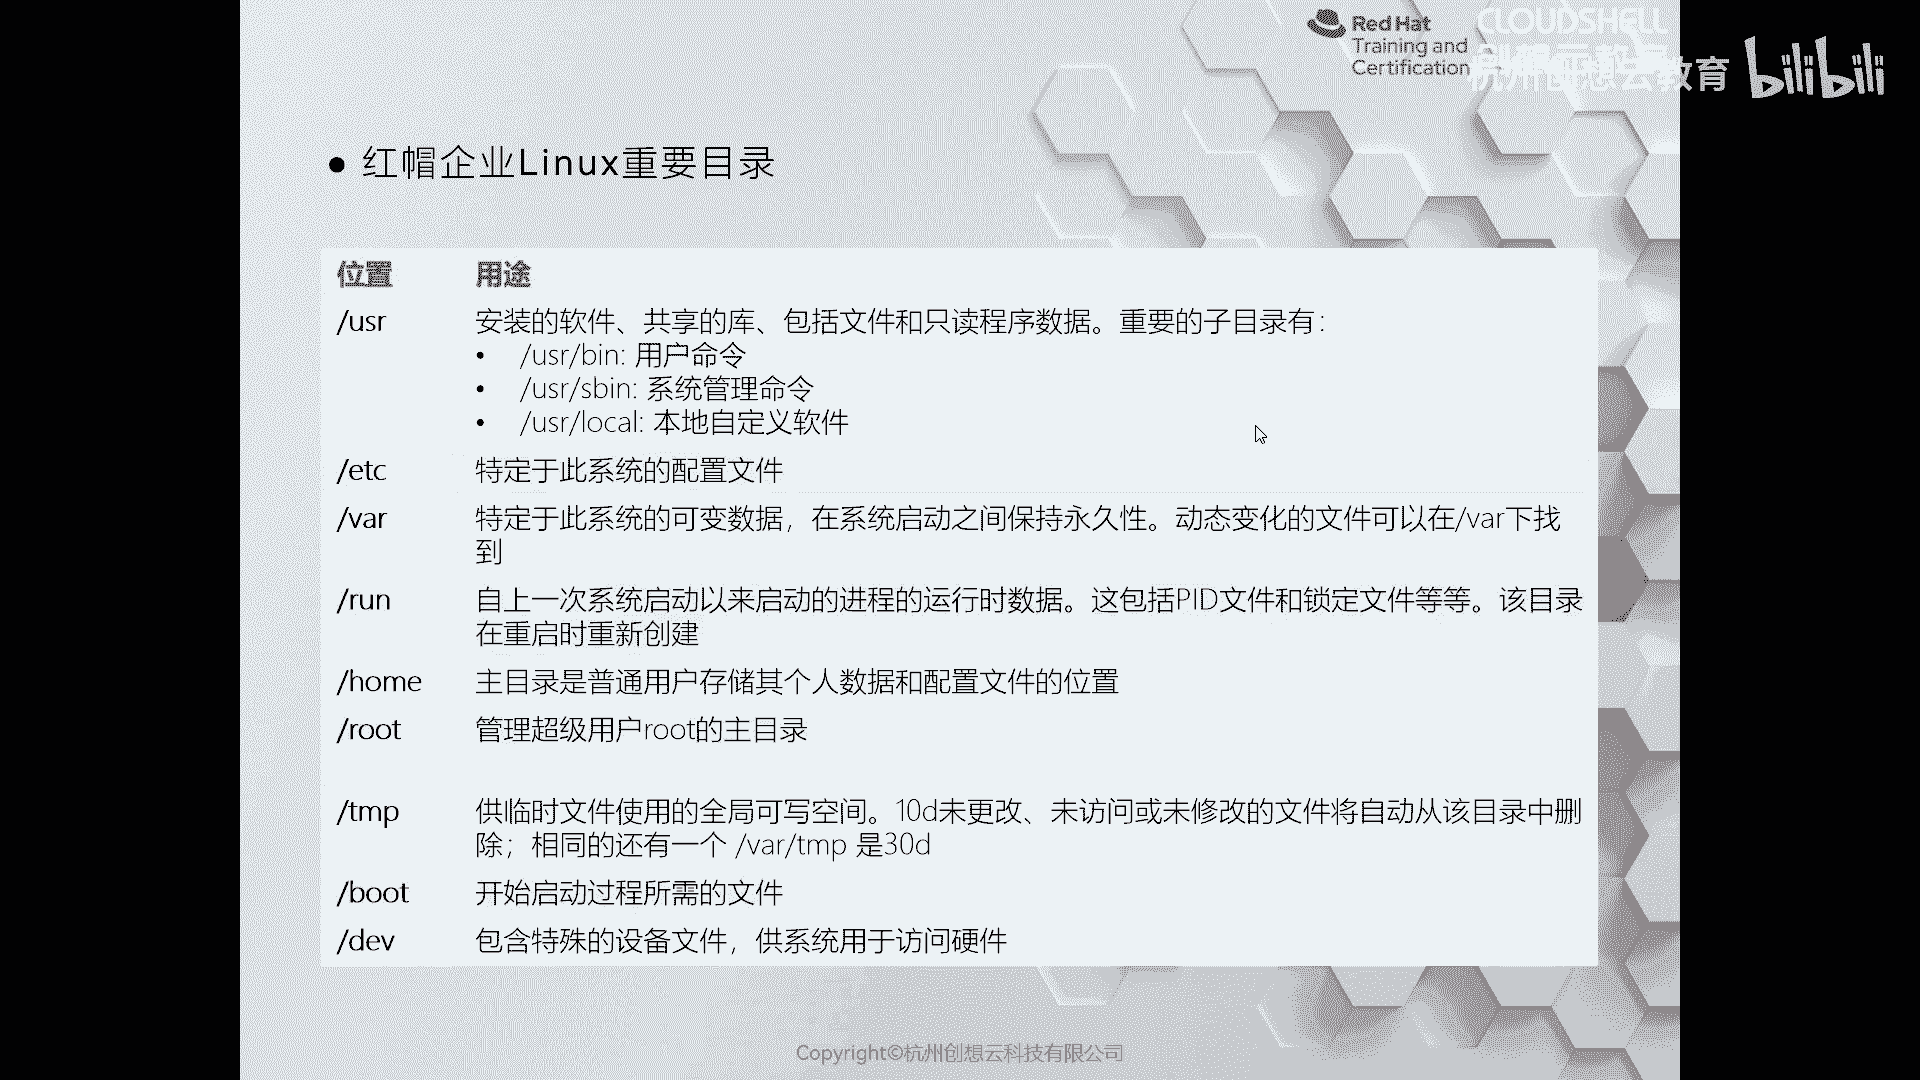 Red Hat
Training and
Certification
CLOUDSHELL
杭州创想云教育
bilibili
● 红帽企业Linux重要目录
位置 用途
/usr 安装的软件、共享的库、包括文件和只读程序数据。重要的子目录有：
• /usr/bin: 用户命令
• /usr/sbin: 系统管理命令
• /usr/local: 本地自定义软件
/etc 特定于此系统的配置文件
/var 特定于此系统的可变数据，在系统启动之间保持永久性。动态变化的文件可以在/var下找
到
/run 自上一次系统启动以来启动的进程的运行时数据。这包括PID文件和锁定文件等等。该目录
在重启时重新创建
/home 主目录是普通用户存储其个人数据和配置文件的位置
/root 管理超级用户root的主目录
/tmp 供临时文件使用的全局可写空间。10d未更改、未访问或未修改的文件将自动从该目录中删
除；相同的还有一个 /var/tmp 是30d
/boot 开始启动过程所需的文件
/dev 包含特殊的设备文件，供系统用于访问硬件
Copyright©杭州创想云科技有限公司